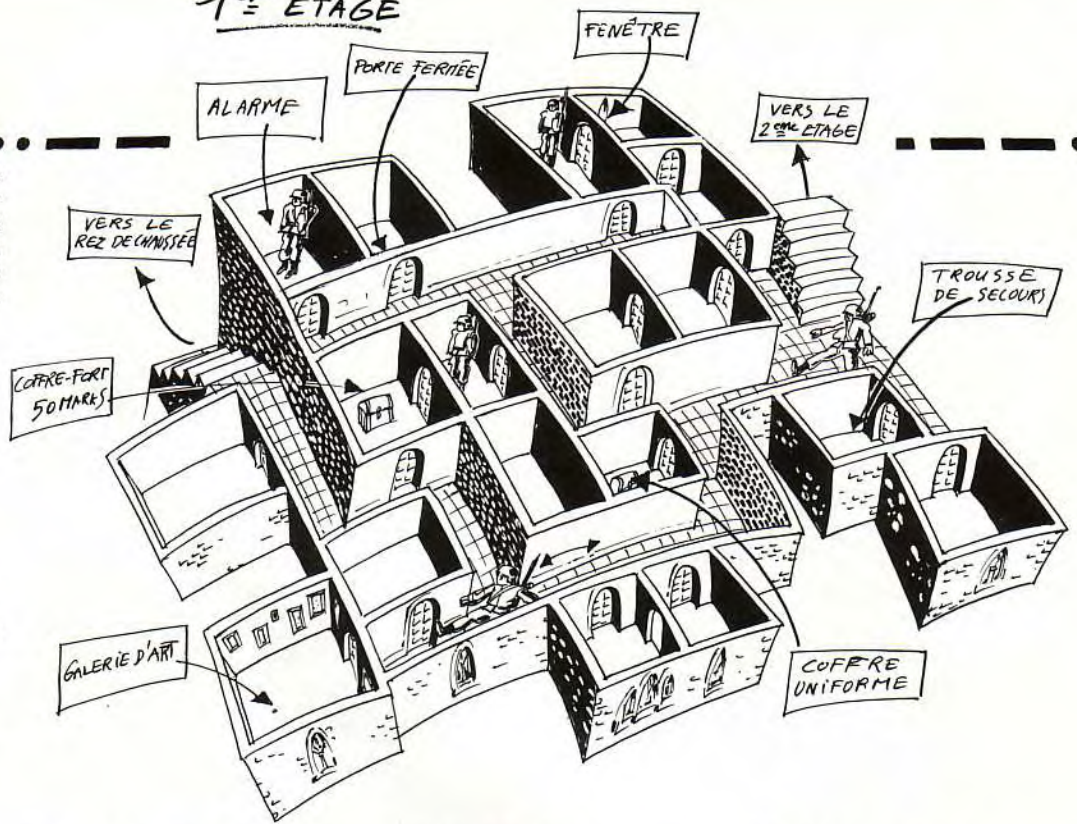 1er ETAGE
FENÊTRE
PORTE FERMÉE
ALARME
VERS LE
2eme ETAGE
VERS LE
REZ DE CHAUSSÉE
TROUSSE
DE SECOURS
COFFRE-FORT
50 MARKS
GALERIE D'ART
COFFRE
UNIFORME